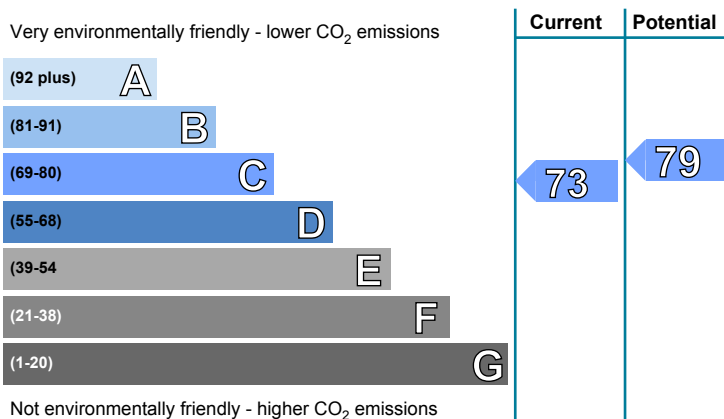 Current Potential
Very environmentally friendly - lower CO2 emissions
(92 plus) A
(81-91) B
(69-80) C
73 79
(55-68) D
(39-54 E
(21-38) F
(1-20) G
Not environmentally friendly - higher CO2 emissions